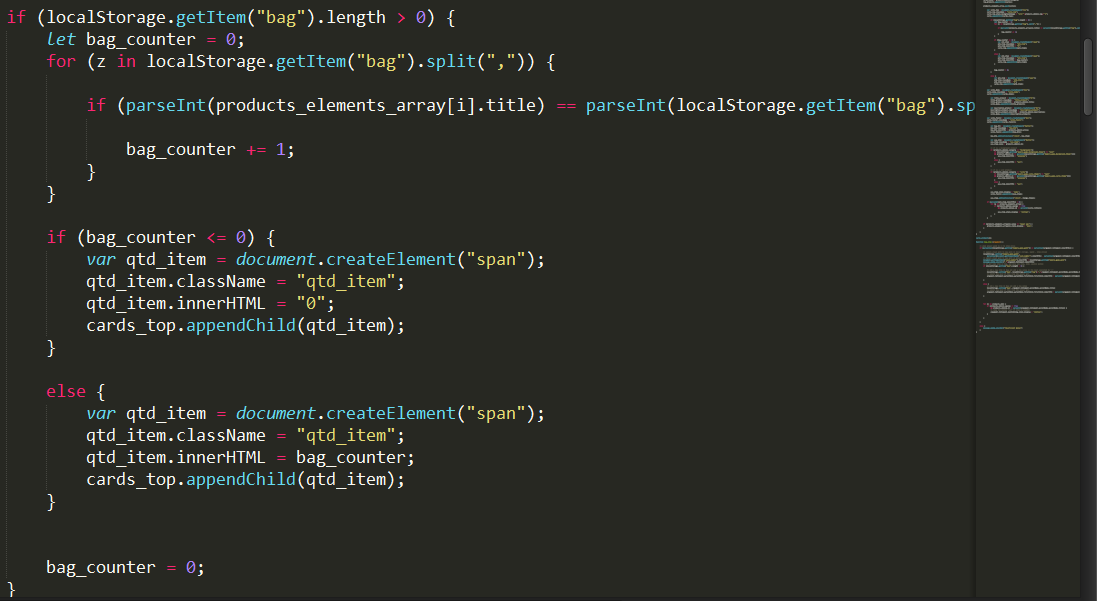 if (localStorage.getItem("bag").length > 0) {
let bag_counter = 0;
for (z in localStorage.getItem("bag").split(",")) {
if (parseInt(products_elements_array[i].title) == parseInt(localStorage.getItem("bag").sp
bag_counter += 1;
}
}
if (bag_counter <= 0) {
var qtd_item = document.createElement("span");
qtd_item.className = "qtd_item";
qtd_item.innerHTML = "0";
cards_top.appendChild(qtd_item);
}
else {
var qtd_item = document.createElement("span");
qtd_item.className = "qtd_item";
qtd_item.innerHTML = bag_counter;
cards_top.appendChild(qtd_item);
}
bag_counter = 0;
}